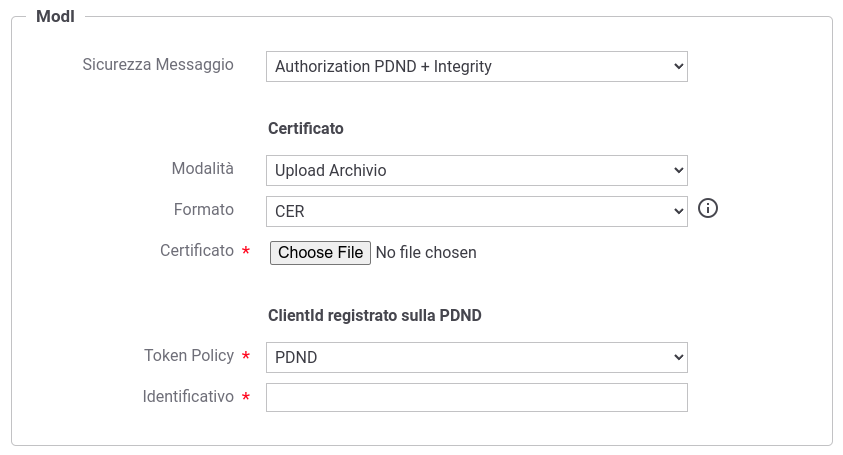 ModI
Sicurezza Messaggio Authorization PDND + Integrity
Certificato
Modalità Upload Archivio
Formato CER
Certificato * Choose File No file chosen
ClientId registrato sulla PDND
Token Policy * PDND
Identificativo *